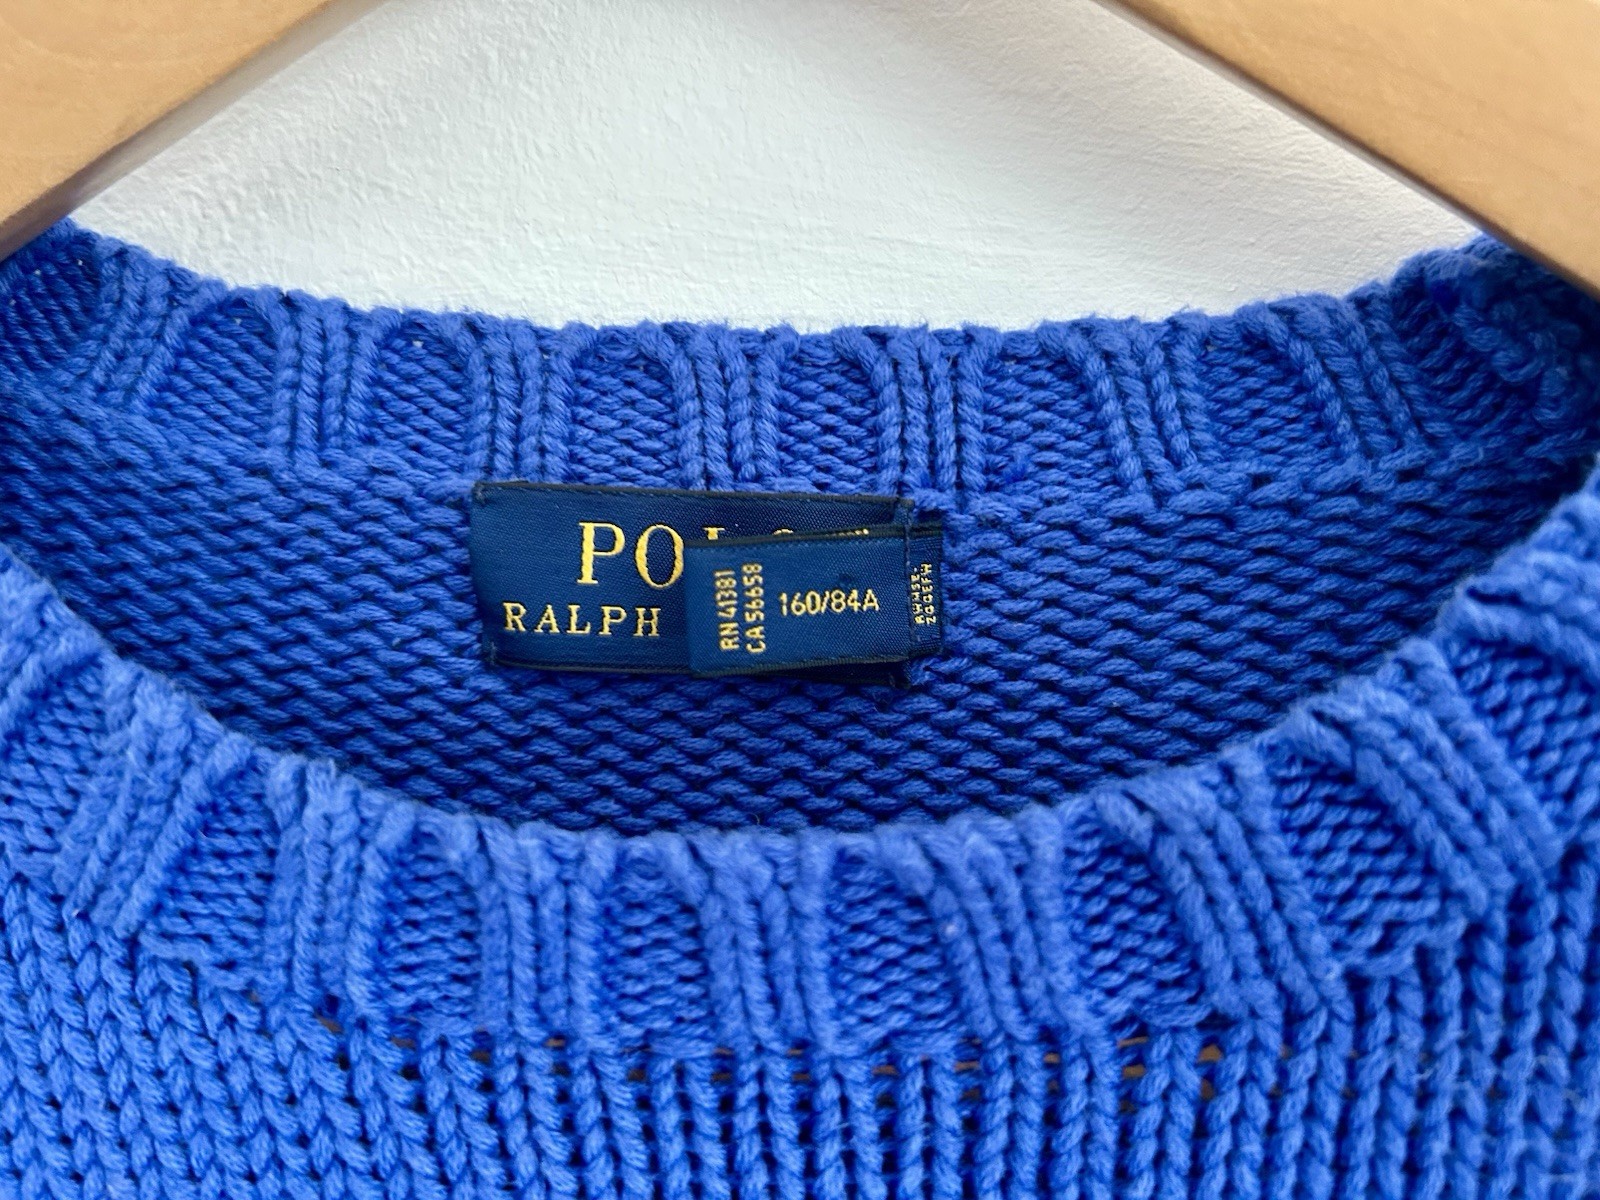 PO
RALPH
RN 41381
CA 56658
160/84A